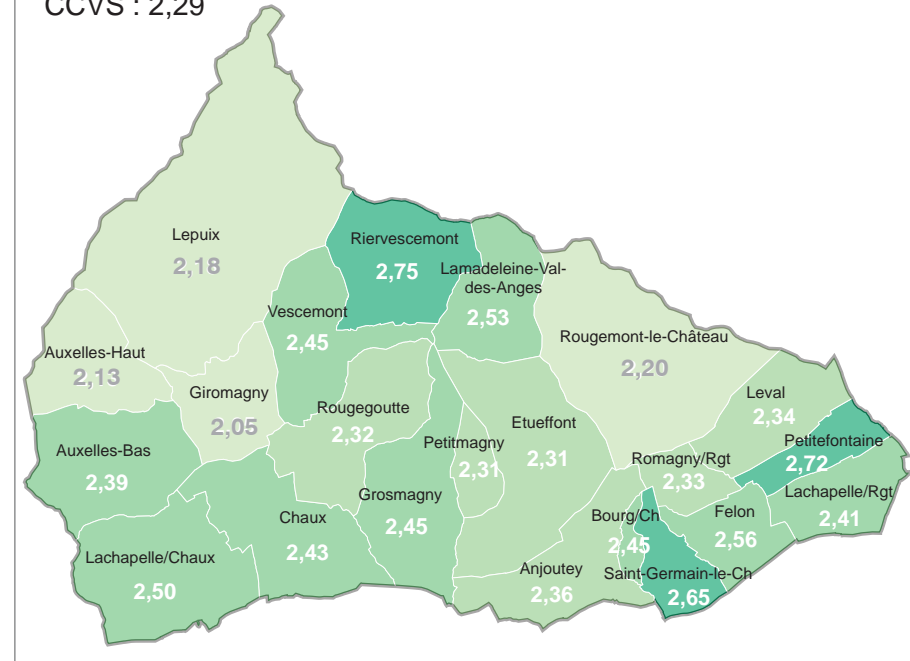 CCVS : 2,29
Lepuix
2,18
Riervescemont
2,75
Lamadeleine-Val-
des-Anges
2,53
Vescemont
2,45
Rougemont-le-Château
2,20
Auxelles-Haut
2,13
Giromagny
2,05
Rougegoutte
2,32
Leval
2,34
Etueffont
2,31
Petitmagny
2,31
Petitefontaine
2,72
Auxelles-Bas
2,39
Romagny/Rgt
2,33
Grosmagny
2,45
Lachapelle/Rgt
2,41
Chaux
2,43
Bourg/Ch
2,45
Felon
2,56
Lachapelle/Chaux
2,50
Anjoutey
2,36
Saint-Germain-le-Ch
2,65